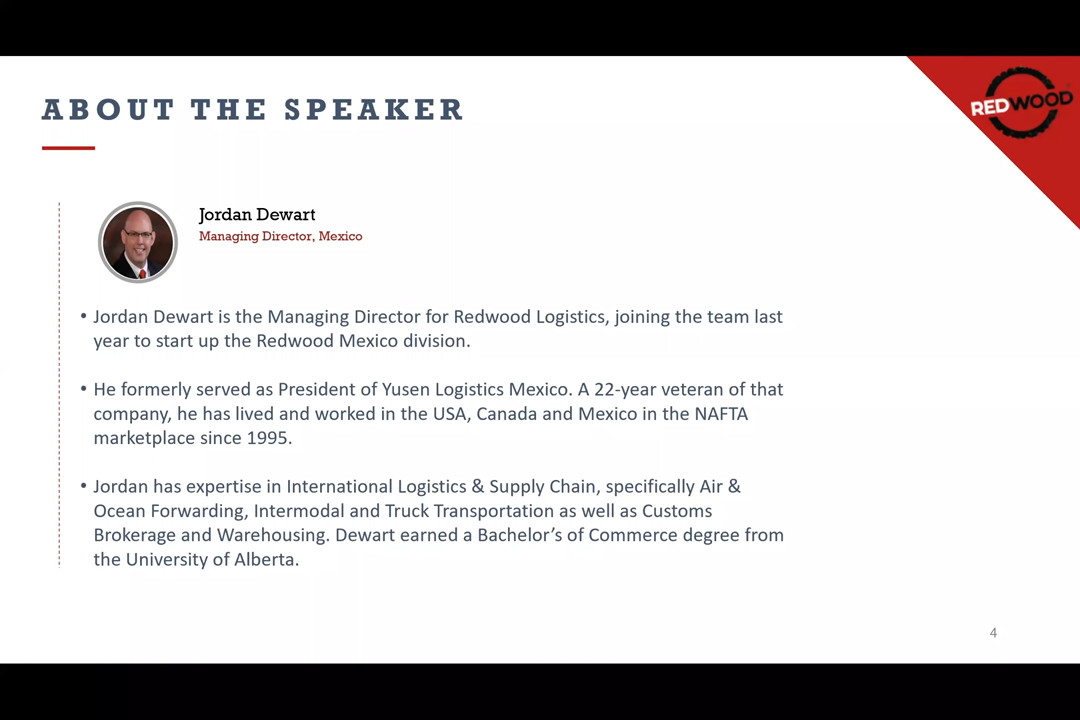 ABOUT THE SPEAKER
REDWOOD
Jordan Dewart
Managing Director, Mexico
• Jordan Dewart is the Managing Director for Redwood Logistics, joining the team last
year to start up the Redwood Mexico division.
• He formerly served as President of Yusen Logistics Mexico. A 22-year veteran of that
company, he has lived and worked in the USA, Canada and Mexico in the NAFTA
marketplace since 1995.
• Jordan has expertise in International Logistics & Supply Chain, specifically Air &
Ocean Forwarding, Intermodal and Truck Transportation as well as Customs
Brokerage and Warehousing. Dewart earned a Bachelor’s of Commerce degree from
the University of Alberta.
4